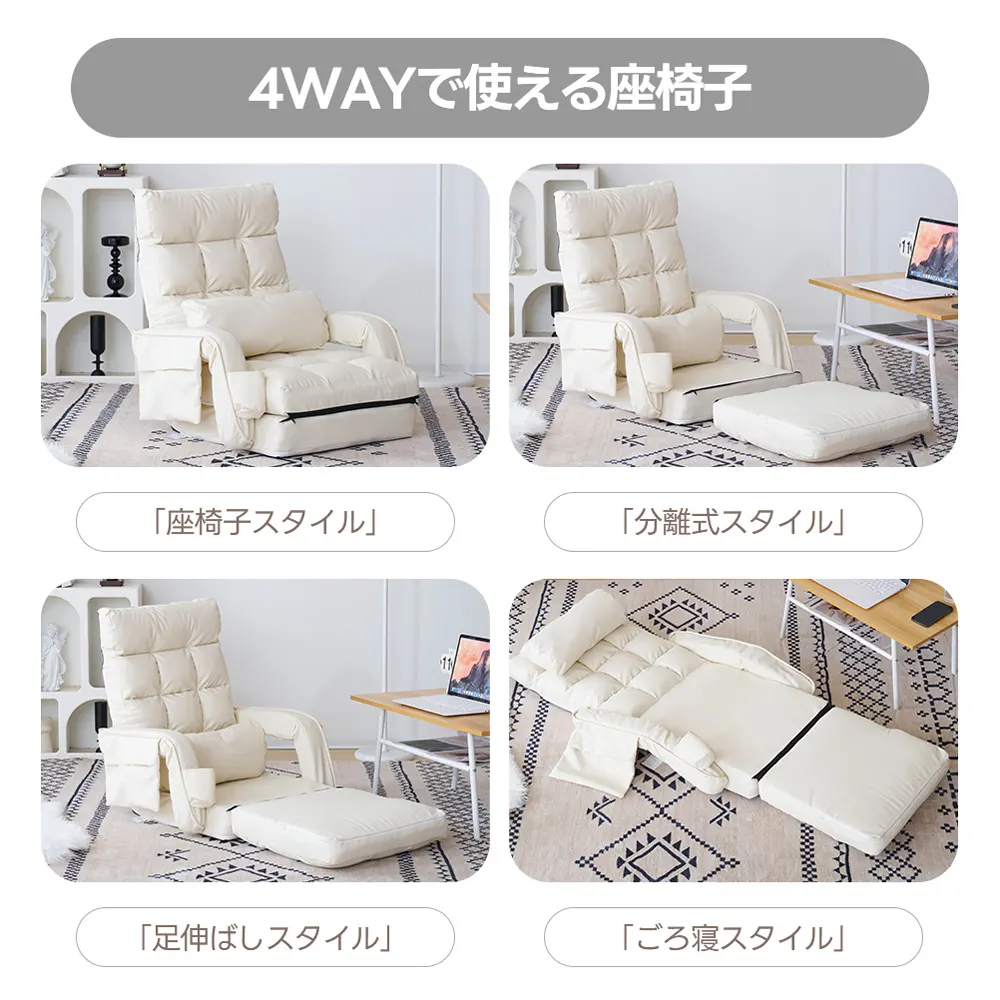 4WAYで使える座椅子
「座椅子スタイル」
「分離式スタイル」
「足伸ばしスタイル」
「ごろ寝スタイル」